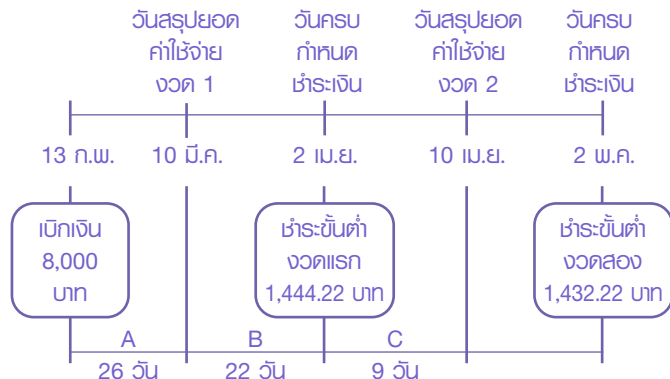 วันสรุปยอด
ค่าใช้จ่าย
งวด 1
วันครบ
กำหนด
ชำระเงิน
วันสรุปยอด
ค่าใช้จ่าย
งวด 2
วันครบ
กำหนด
ชำระเงิน
13 ก.พ.
10 มี.ค.
2 เม.ย.
10 เม.ย.
2 พ.ค.
เบิกเงิน
8,000
บาท
ชำระขั้นต่ำ
งวดแรก
1,444.22 บาท
ชำระขั้นต่ำ
งวดสอง
1,432.22 บาท
A
B
C
26 วัน
22 วัน
9 วัน